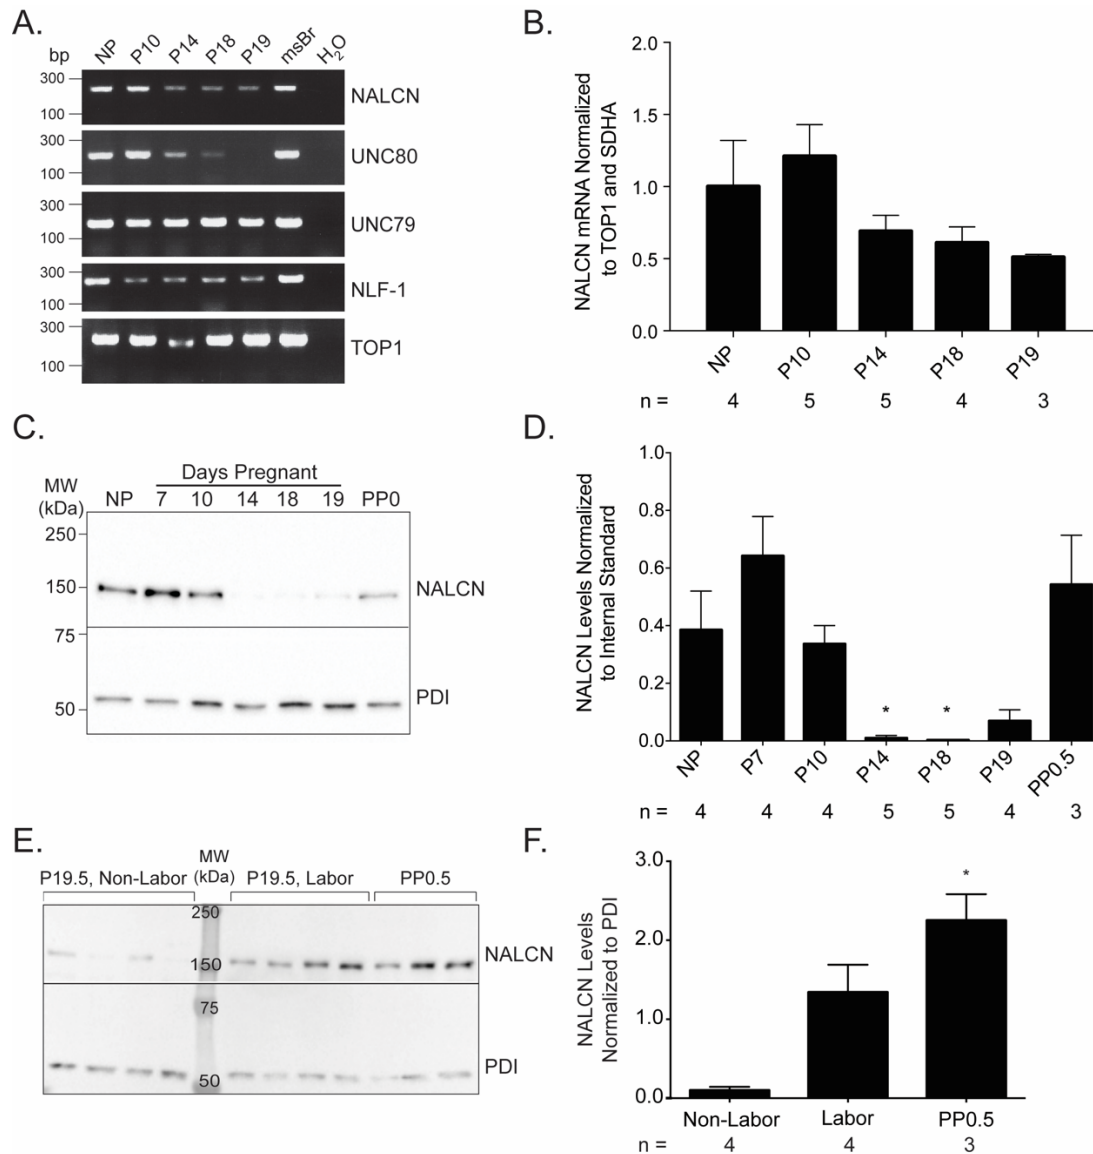 A.
bp NP P10 P14 P18 P19 msBr H₂O
300
100
NALCN
300
100
UNC80
300
100
UNC79
300
100
NLF-1
300
100
TOP1
B.
NALCN mRNA Normalized
to TOP1 and SDHA
2.0
1.5
1.0
0.5
0.0
NP P10 P14 P18 P19
n = 4 5 5 4 3
C.
Days Pregnant
MW
(kDa)
NP 7 10 14 18 19 PP0
250
150
NALCN
75
50
PDI
D.
NALCN Levels Normalized
to Internal Standard
1.0
0.8
0.6
0.4
0.2
0.0
* *
NP P7 P10 P14 P18 P19 PP0.5
n = 4 4 4 5 5 4 3
E.
P19.5, Non-Labor
MW
(kDa)
P19.5, Labor
PP0.5
250
150
NALCN
75
50
PDI
F.
NALCN Levels
Normalized to PDI
3.0
2.0
1.0
0.0
*
Non-Labor Labor PP0.5
n = 4 4 3